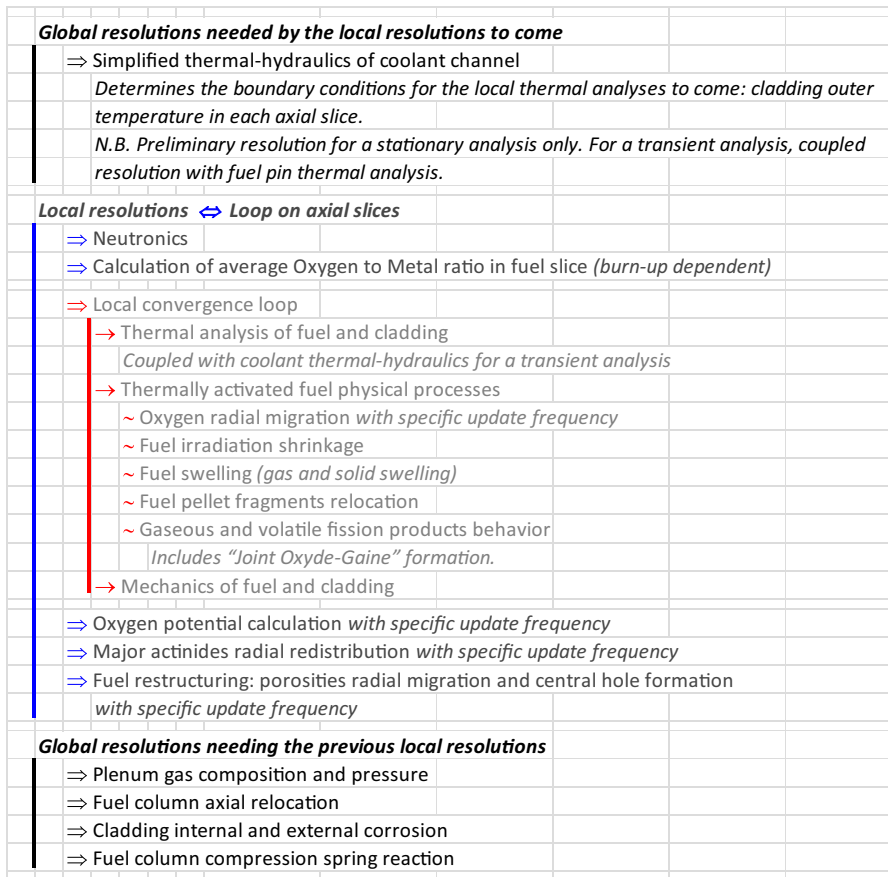 Global resolutions needed by the local resolutions to come
⇒ Simplified thermal-hydraulics of coolant channel
Determines the boundary conditions for the local thermal analyses to come: cladding outer
temperature in each axial slice.
N.B. Preliminary resolution for a stationary analysis only. For a transient analysis, coupled
resolution with fuel pin thermal analysis.
Local resolutions ⇔ Loop on axial slices
⇒ Neutronics
⇒ Calculation of average Oxygen to Metal ratio in fuel slice (burn-up dependent)
⇒ Local convergence loop
→ Thermal analysis of fuel and cladding
Coupled with coolant thermal-hydraulics for a transient analysis
→ Thermally activated fuel physical processes
~ Oxygen radial migration with specific update frequency
~ Fuel irradiation shrinkage
~ Fuel swelling (gas and solid swelling)
~ Fuel pellet fragments relocation
~ Gaseous and volatile fission products behavior
Includes “Joint Oxyde-Gaine” formation.
→ Mechanics of fuel and cladding
⇒ Oxygen potential calculation with specific update frequency
⇒ Major actinides radial redistribution with specific update frequency
⇒ Fuel restructuring: porosities radial migration and central hole formation
with specific update frequency
Global resolutions needing the previous local resolutions
⇒ Plenum gas composition and pressure
⇒ Fuel column axial relocation
⇒ Cladding internal and external corrosion
⇒ Fuel column compression spring reaction